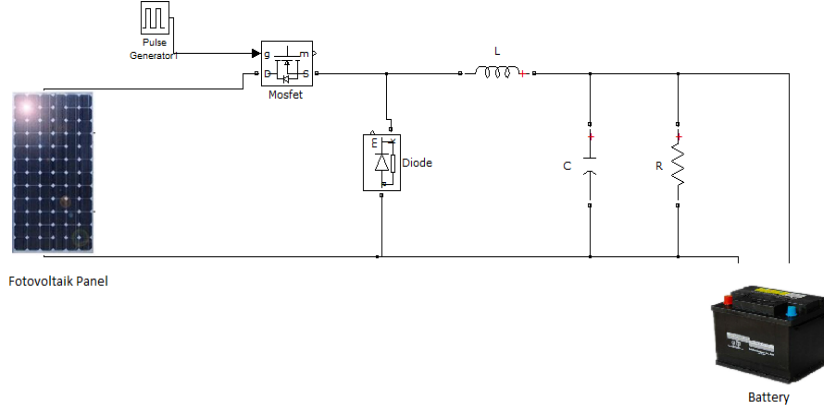 Pulse
Generator1
g
m
D
S
Mosfet
L
E
Diode
C
R
Fotovoltaik Panel
Battery